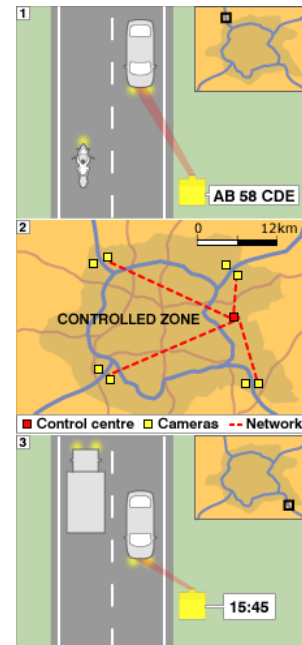 1
AB 58 CDE
2
0 12km
CONTROLLED ZONE
Control centre Cameras Network
3
15:45